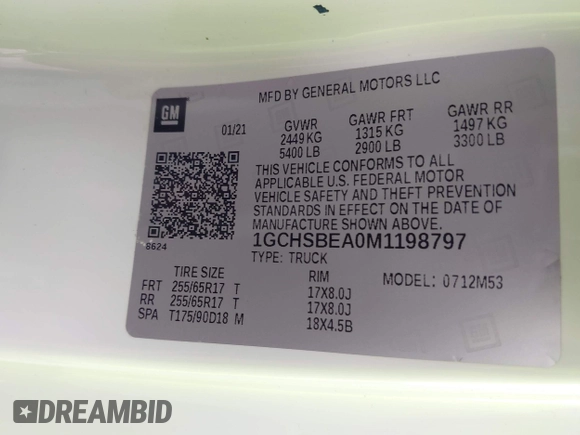 MFD BY GENERAL MOTORS LLC
GM
01/21
GVWR GAWR FRT GAWR RR
2449 KG 1315 KG 1497 KG
5400 LB 2900 LB 3300 LB
THIS VEHICLE CONFORMS TO ALL
APPLICABLE U.S. FEDERAL MOTOR
VEHICLE SAFETY AND THEFT PREVENTION
STANDARDS IN EFFECT ON THE DATE OF
MANUFACTURE SHOWN ABOVE.
8624
1GCHSBEA0M1198797
TYPE: TRUCK
TIRE SIZE RIM MODEL: 0712M53
FRT 255/65R17 T 17X8.0J
RR 255/65R17 T 17X8.0J
SPA T175/90D18 M 18X4.5B
DREAMBID